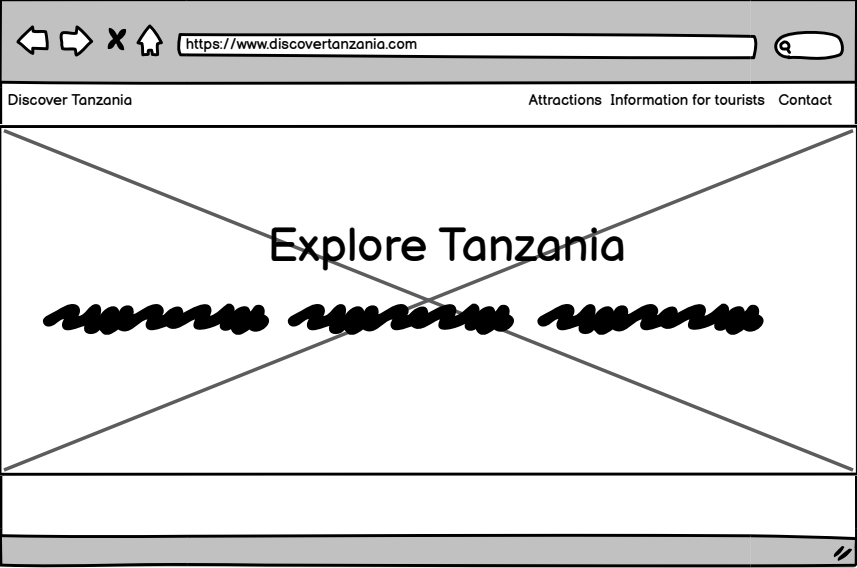 https://www.discovertanzania.com
Discover Tanzania Attractions Information for tourists Contact
Explore Tanzania